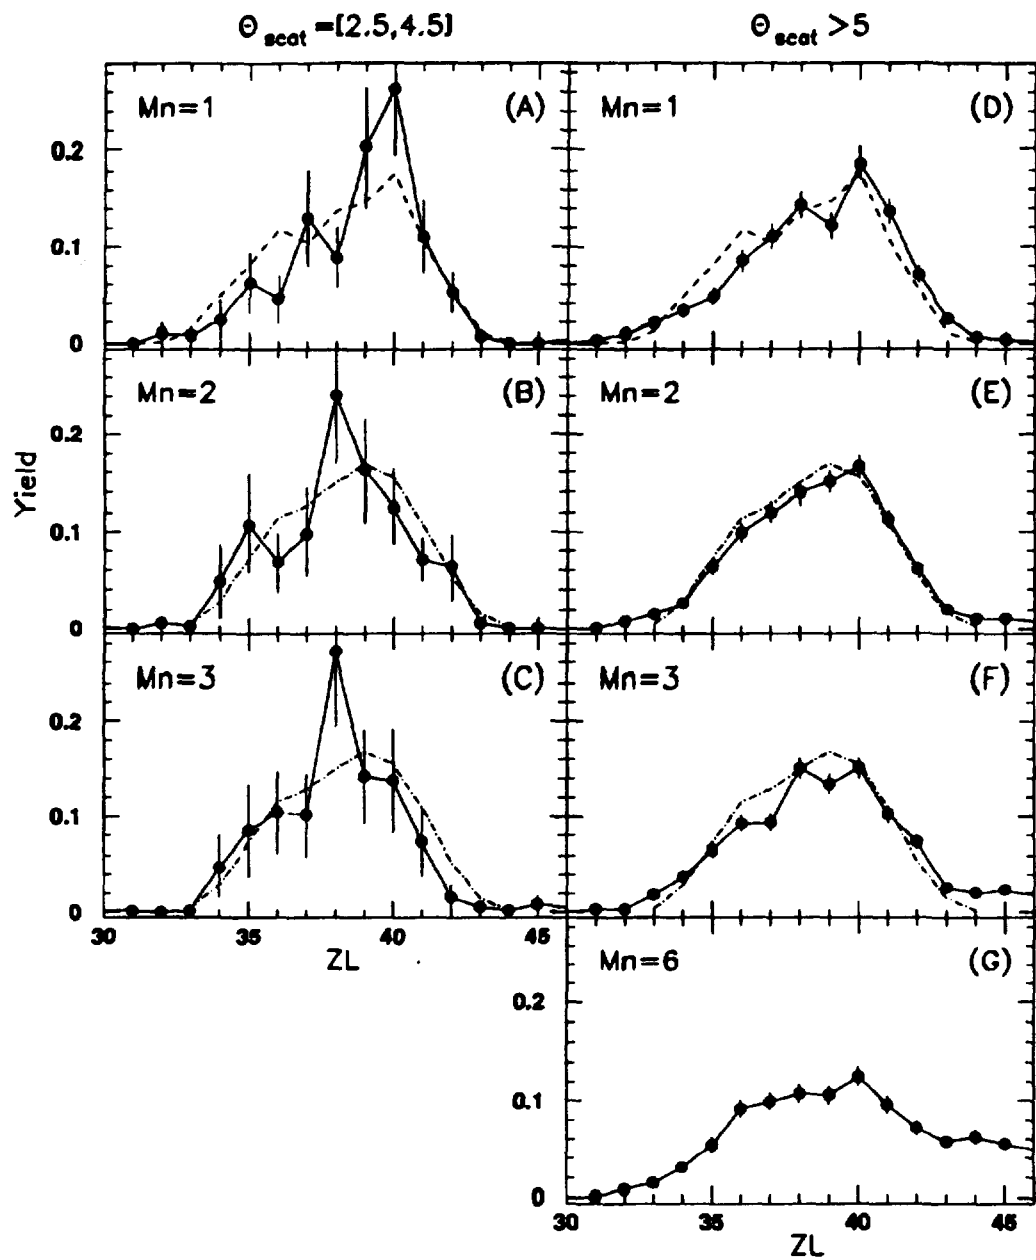 Θscat =[2.5,4.5]
Θscat >5
Mn=1 (A)
Mn=1 (D)
0.2
0.1
0
Mn=2 (B)
Mn=2 (E)
0.2
0.1
0
Yield
Mn=3 (C)
Mn=3 (F)
0.2
0.1
0
30 35 40 45
ZL
Mn=6 (G)
0.2
0.1
0
30 35 40 45
ZL